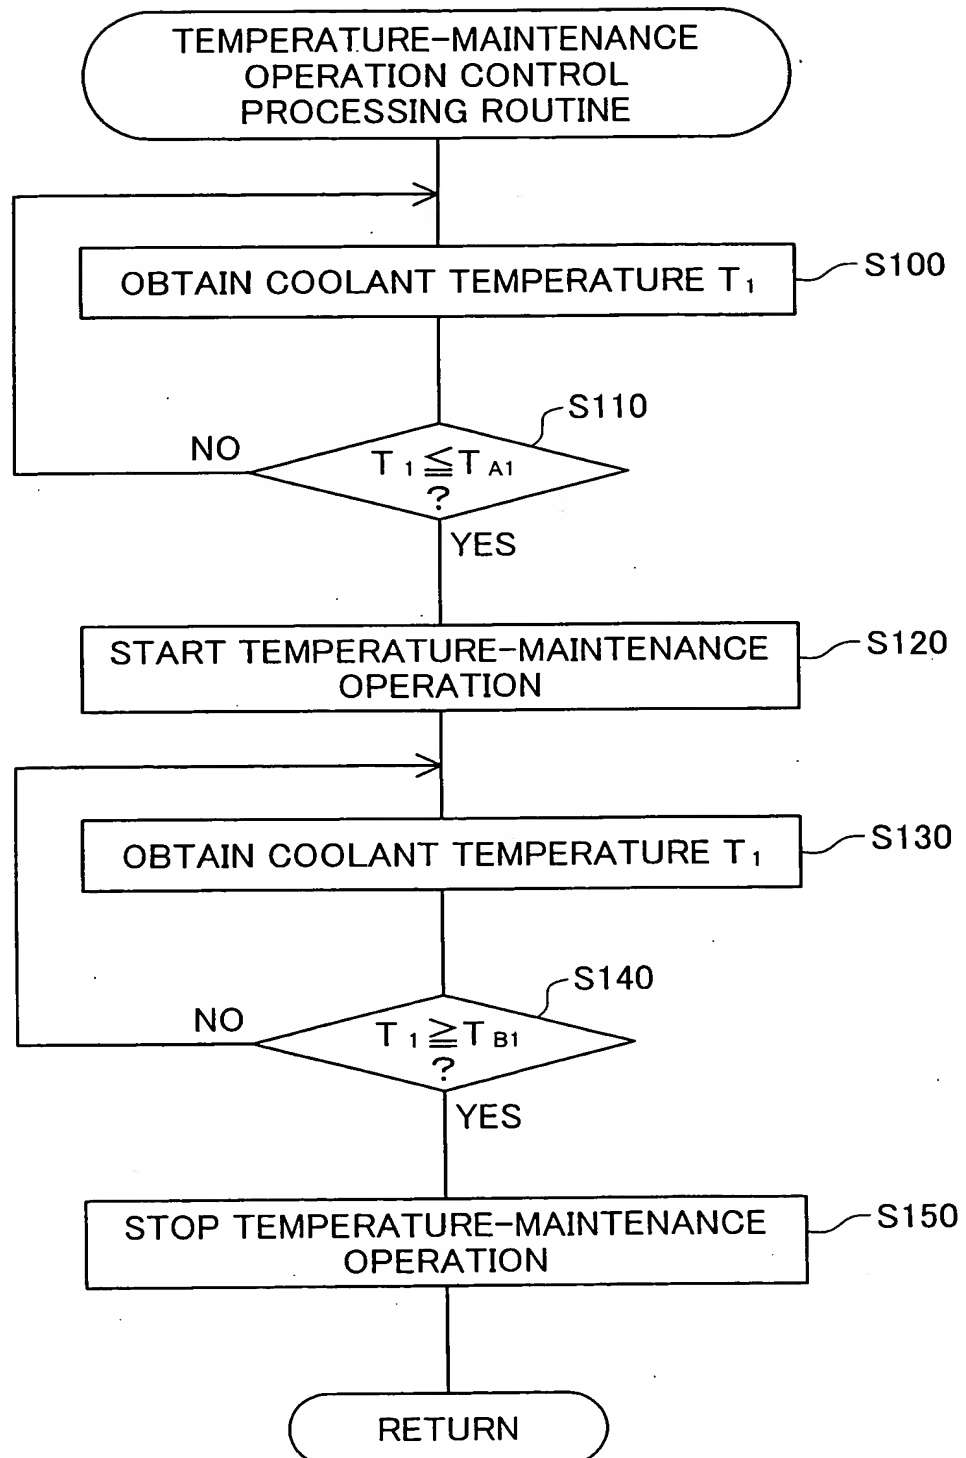 TEMPERATURE-MAINTENANCE
OPERATION CONTROL
PROCESSING ROUTINE
OBTAIN COOLANT TEMPERATURE T₁
S100
S110
NO
T₁ ≦ TA1
?
YES
START TEMPERATURE-MAINTENANCE
OPERATION
S120
OBTAIN COOLANT TEMPERATURE T₁
S130
S140
NO
T₁ ≧ TB1
?
YES
STOP TEMPERATURE-MAINTENANCE
OPERATION
S150
RETURN